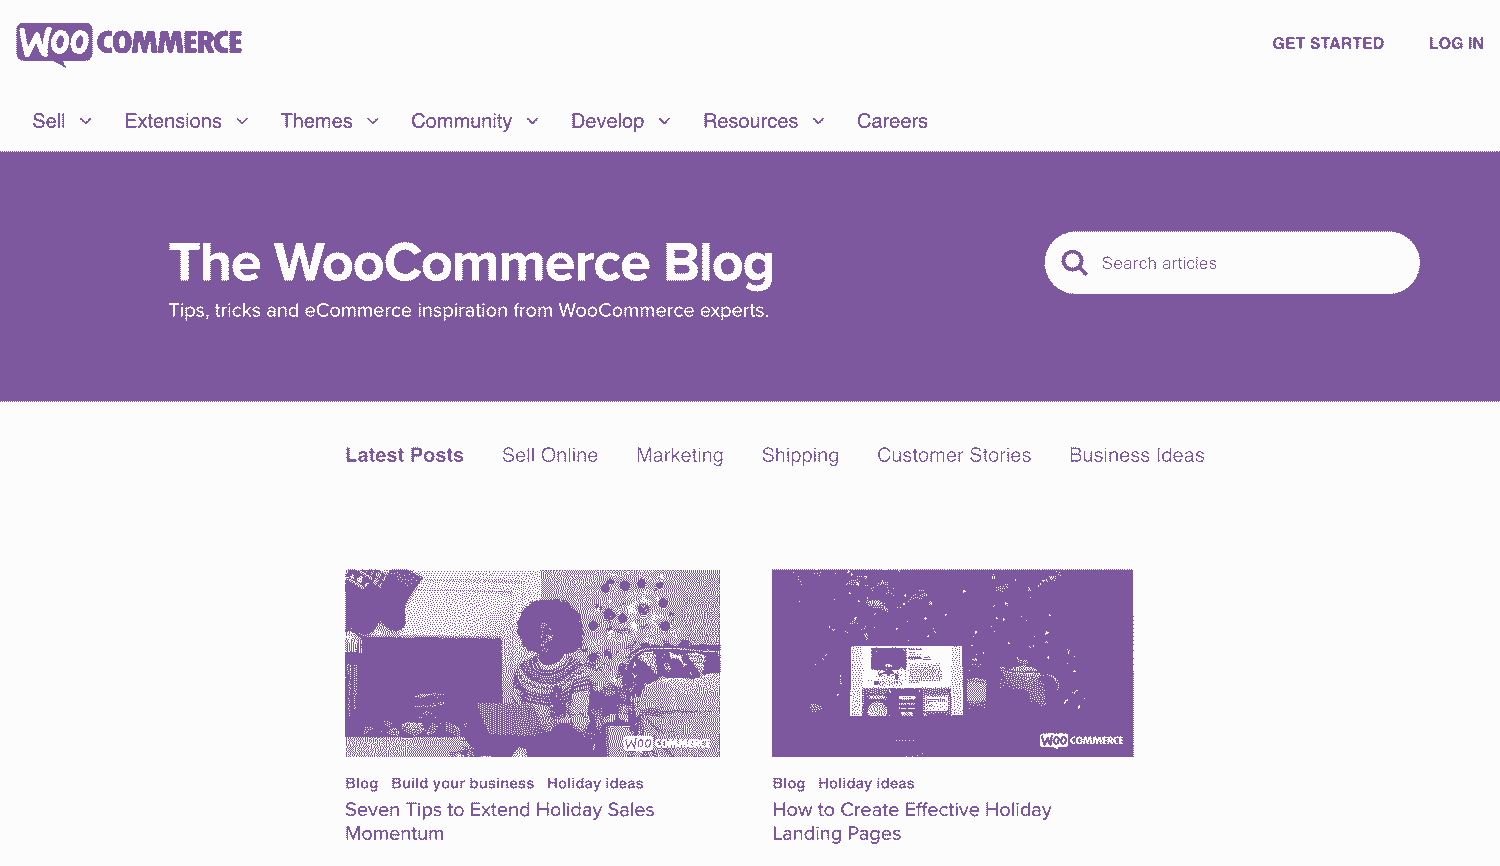 WOO COMMERCE
GET STARTED LOG IN
Sell Extensions Themes Community Develop Resources Careers
The WooCommerce Blog
Search articles
Tips, tricks and eCommerce inspiration from WooCommerce experts.
Latest Posts Sell Online Marketing Shipping Customer Stories Business Ideas
WOO COMMERCE
WOO COMMERCE
Blog Build your business Holiday ideas
Seven Tips to Extend Holiday Sales
Momentum
Blog Holiday ideas
How to Create Effective Holiday
Landing Pages